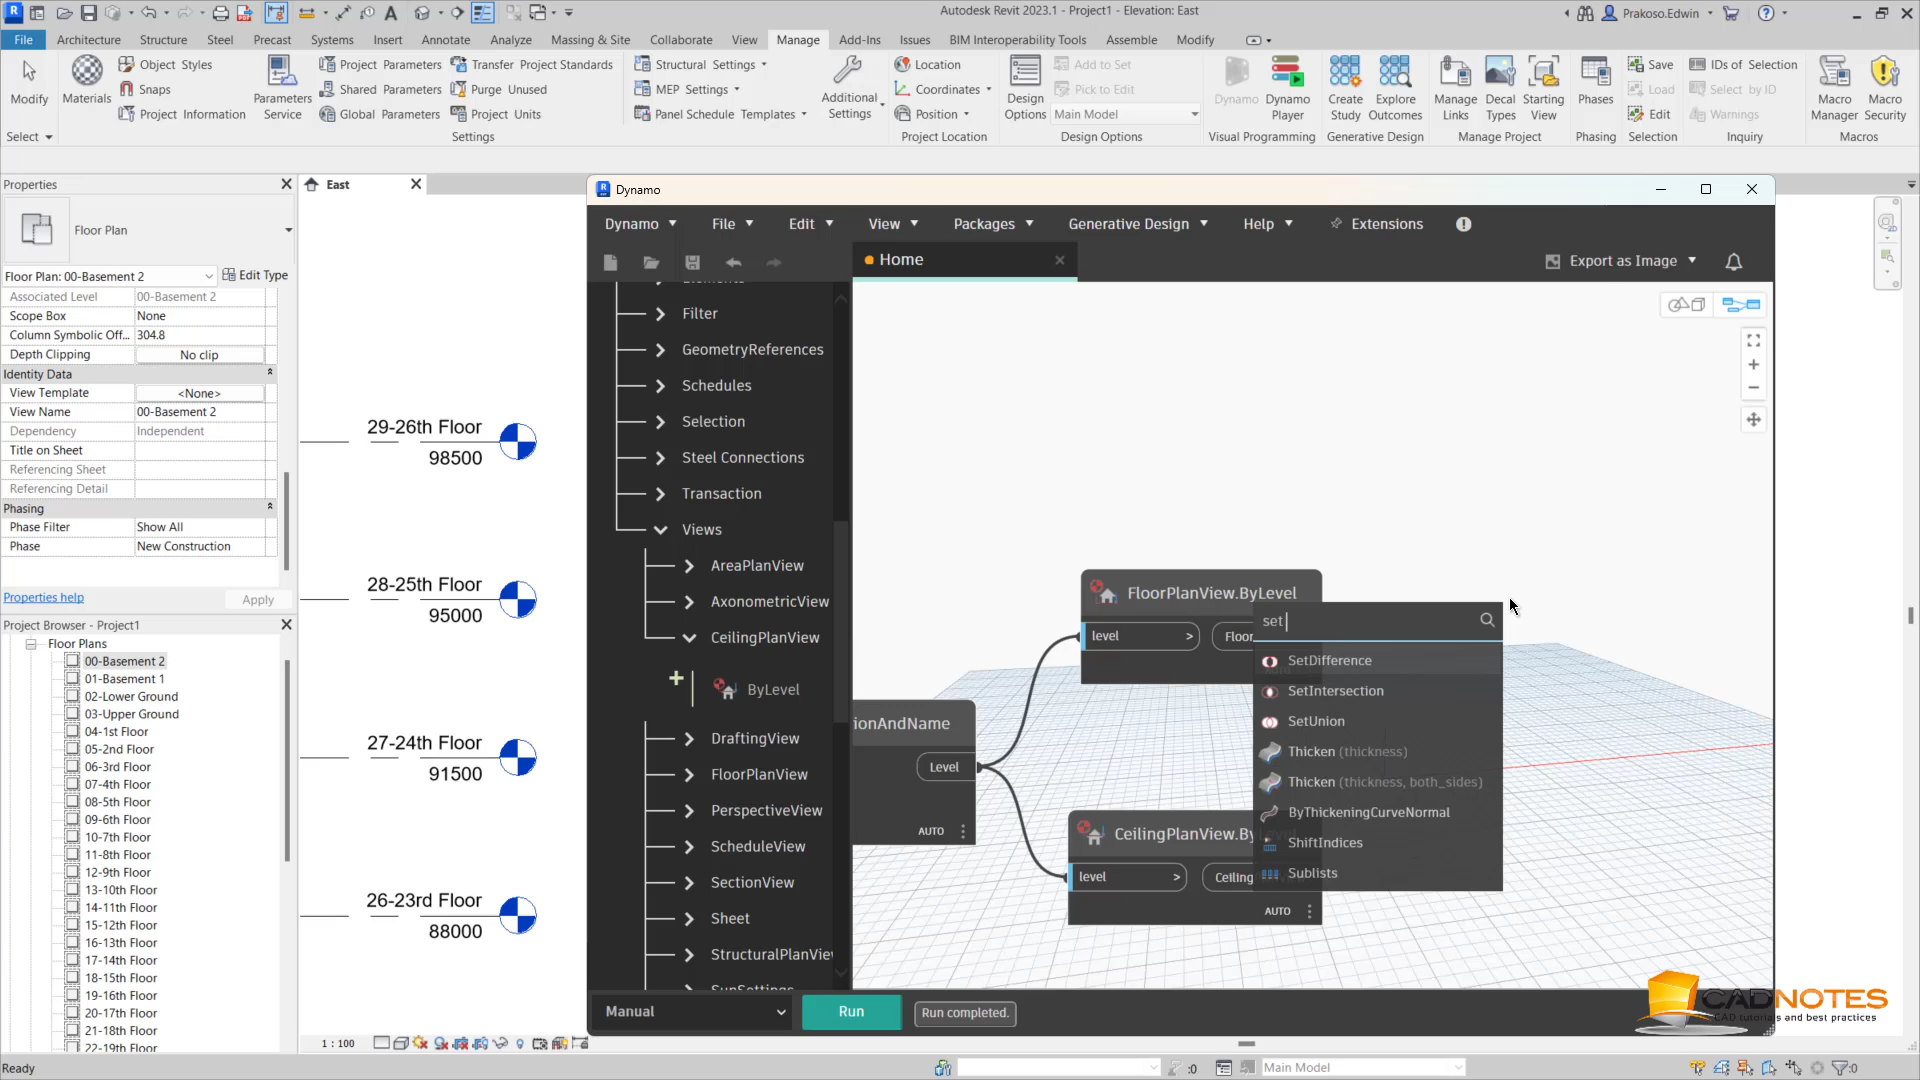 Autodesk Revit 2023.1 - Project1 - Elevation: East
Prakoso.Edwin
File Architecture Structure Steel Precast Systems Insert Annotate Analyze Massing & Site Collaborate View Manage Add-Ins Issues BIM Interoperability Tools Assemble Modify
Modify
Materials
Object Styles
Snaps
Project Information
Parameters Service
Project Parameters
Shared Parameters
Global Parameters
Transfer Project Standards
Purge Unused
Project Units
Structural Settings
MEP Settings
Panel Schedule Templates
Additional Settings
Location
Coordinates
Position
Design Options
Add to Set
Pick to Edit
Main Model
Dynamo
Dynamo Player
Create Study
Explore Outcomes
Manage Links
Decal Types
Starting View
Phases
Save
Load
Edit
IDs of Selection
Select by ID
Warnings
Macro Manager
Macro Security
Select Settings Project Location Design Options Visual Programming Generative Design Manage Project Phasing Selection Inquiry Macros
Properties
Floor Plan
Floor Plan: 00-Basement 2
Edit Type
Associated Level 00-Basement 2
Scope Box None
Column Symbolic Off... 304.8
Depth Clipping No clip
Identity Data
View Template <None>
View Name 00-Basement 2
Dependency Independent
Title on Sheet
Referencing Sheet
Referencing Detail
Phasing
Phase Filter Show All
Phase New Construction
Properties help
Apply
Project Browser - Project1
Floor Plans
00-Basement 2
01-Basement 1
02-Lower Ground
03-Upper Ground
04-1st Floor
05-2nd Floor
06-3rd Floor
07-4th Floor
08-5th Floor
09-6th Floor
10-7th Floor
11-8th Floor
12-9th Floor
13-10th Floor
14-11th Floor
15-12th Floor
16-13th Floor
17-14th Floor
18-15th Floor
19-16th Floor
20-17th Floor
21-18th Floor
22-19th Floor
East
29-26th Floor
98500
28-25th Floor
95000
27-24th Floor
91500
26-23rd Floor
88000
1 : 100
Dynamo
Dynamo File Edit View Packages Generative Design Help Extensions
Home
Export as Image
Filter
GeometryReferences
Schedules
Selection
Steel Connections
Transaction
Views
AreaPlanView
AxonometricView
CeilingPlanView
ByLevel
DraftingView
FloorPlanView
PerspectiveView
ScheduleView
SectionView
Sheet
StructuralPlanView
SunSettings
ionAndName
Level
AUTO
FloorPlanView.ByLevel
level >
Floor
CeilingPlanView.By
level >
Ceiling
AUTO
set
SetDifference
SetIntersection
SetUnion
Thicken (thickness)
Thicken (thickness, both_sides)
ByThickeningCurveNormal
ShiftIndices
Sublists
Manual
Run
Run completed.
CADNOTES
CAD tutorials and best practices
Ready
:0
Main Model
:0